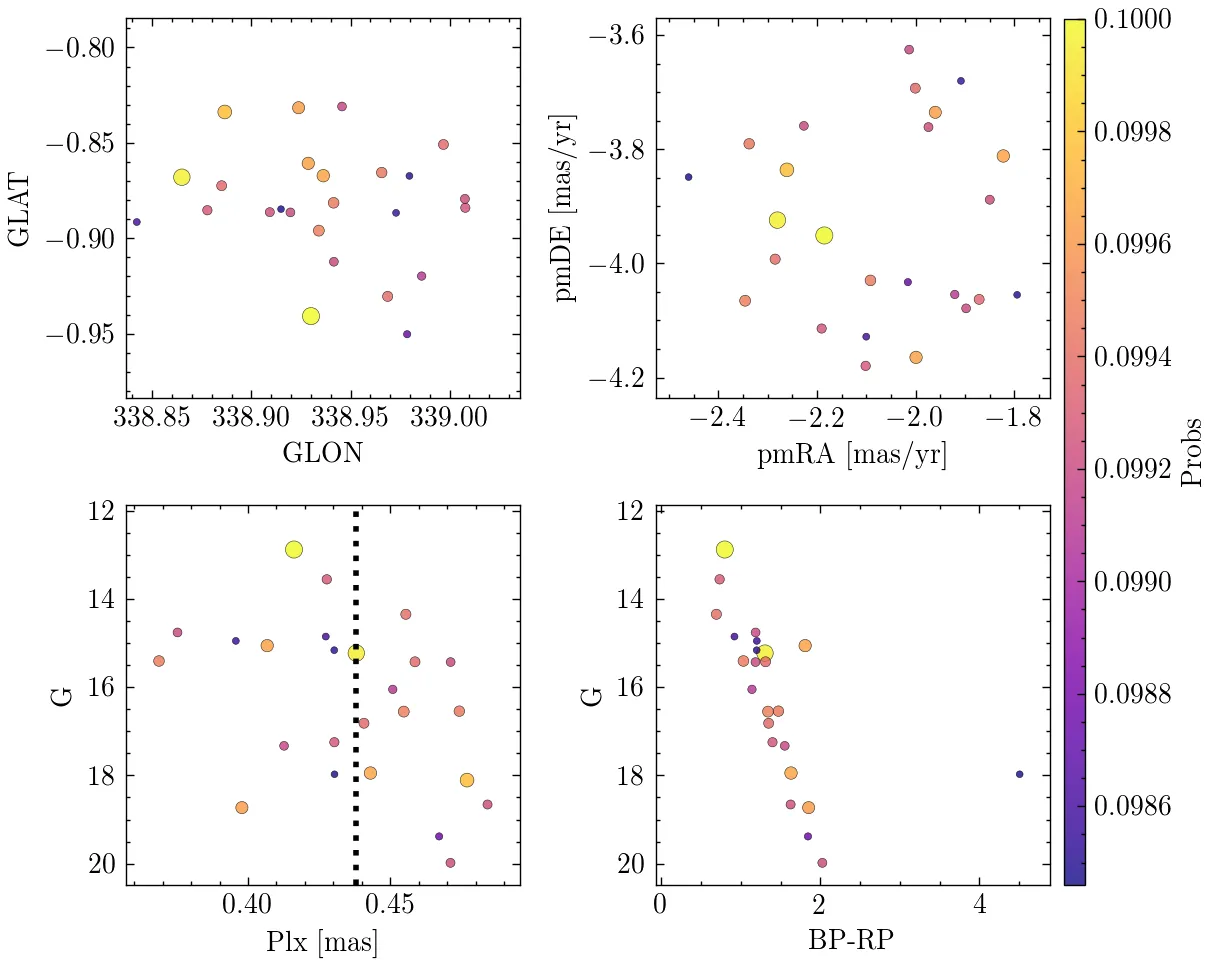 −0.80
−0.85
−0.90
−0.95
GLAT
338.85 338.90 338.95 339.00
GLON
−3.6
−3.8
−4.0
−4.2
pmDE [mas/yr]
−2.4 −2.2 −2.0 −1.8
pmRA [mas/yr]
12
14
16
18
20
G
0.40 0.45
Plx [mas]
12
14
16
18
20
G
0 2 4
BP-RP
0.1000
0.0998
0.0996
0.0994
0.0992
0.0990
0.0988
0.0986
Probs